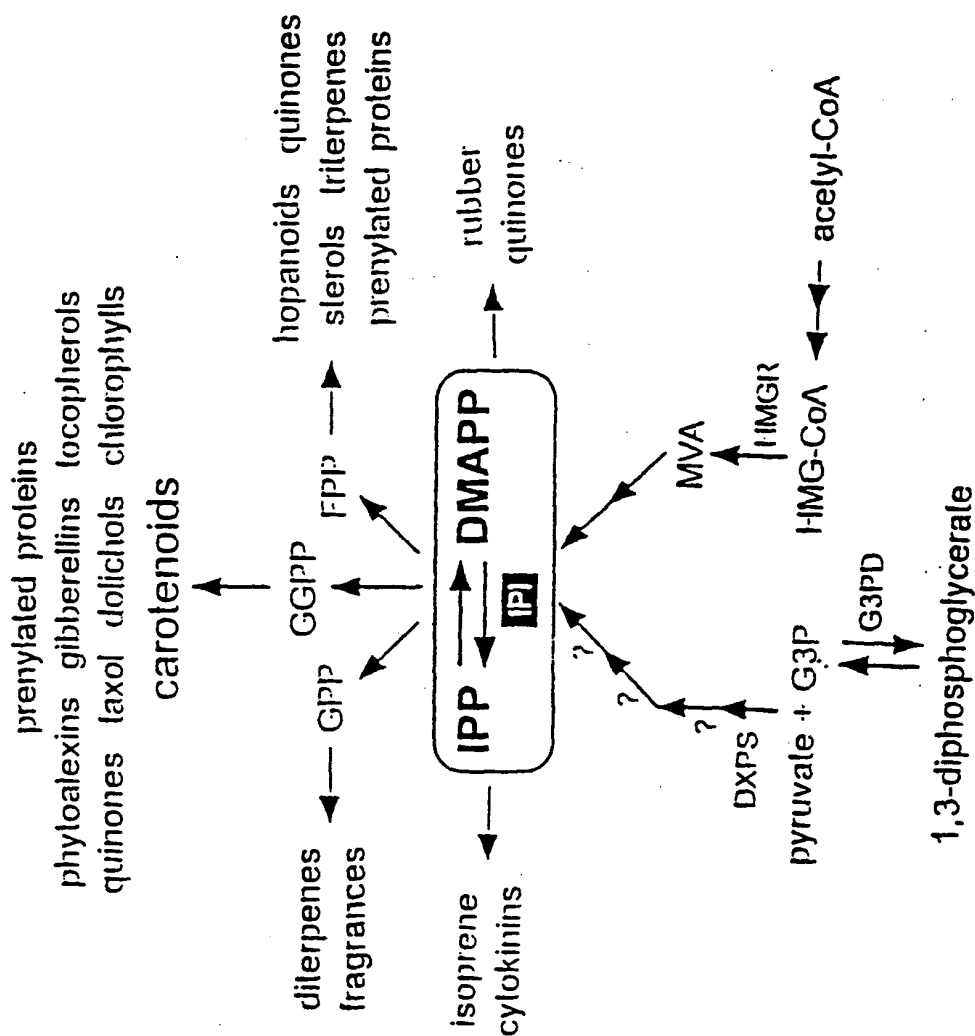 prenylated proteins
phyloalexins gibberellins tocopherols
quinones taxol dolichols chlorophylls
carotenoids
hopanoids quinones
sterols triterpenes
prenylated proteins
diterpenes
fragrances
GPP
GGPP
FPP
isoprene
cytokinins
IPP
DMAPP
IPI
rubber
quinones
?
?
?
DXPS
pyruvate + G3P
G3PD
1,3-diphosphoglycerate
MVA
HMGR
HMG-CoA
acetyl-CoA